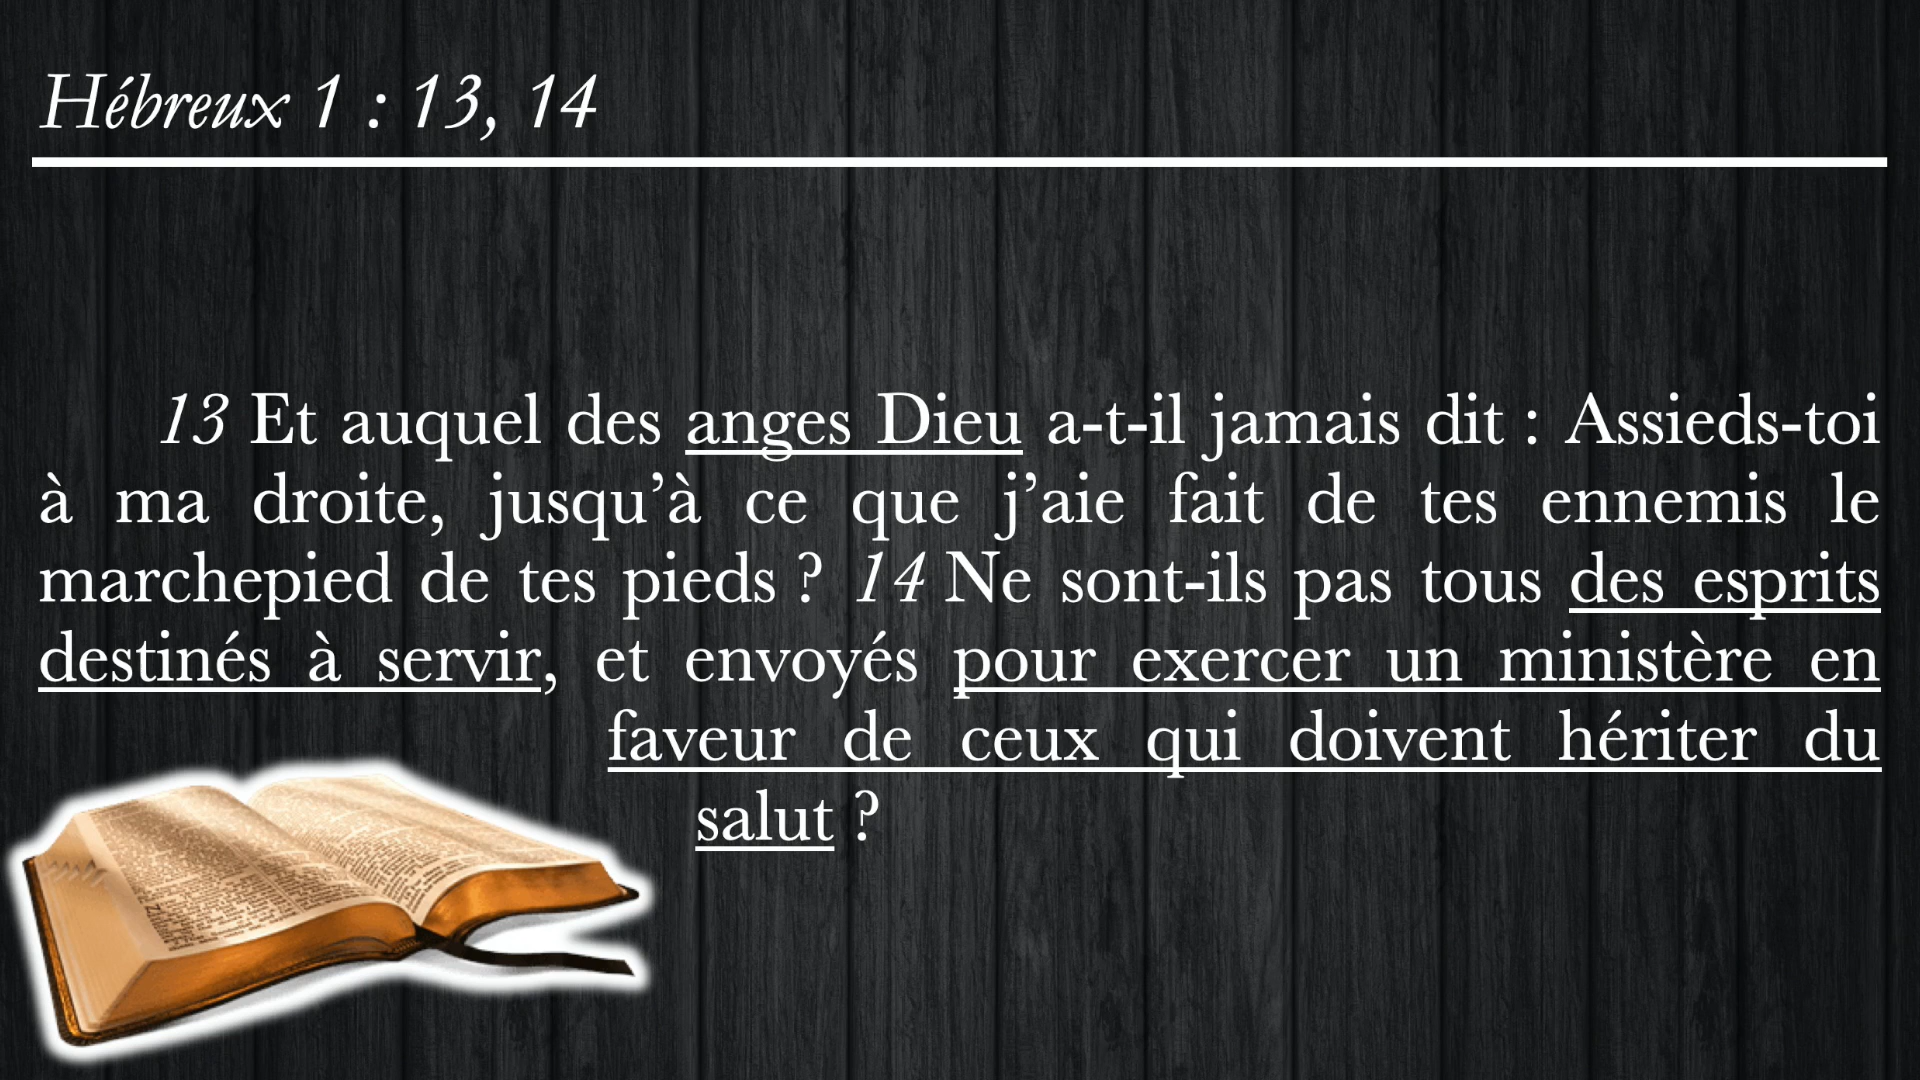 Hébreux 1 : 13, 14
13 Et auquel des anges Dieu a-t-il jamais dit : Assieds-toi
à ma droite, jusqu’à ce que j’aie fait de tes ennemis le
marchepied de tes pieds ? 14 Ne sont-ils pas tous des esprits
destinés à servir, et envoyés pour exercer un ministère en
faveur de ceux qui doivent hériter du
salut ?